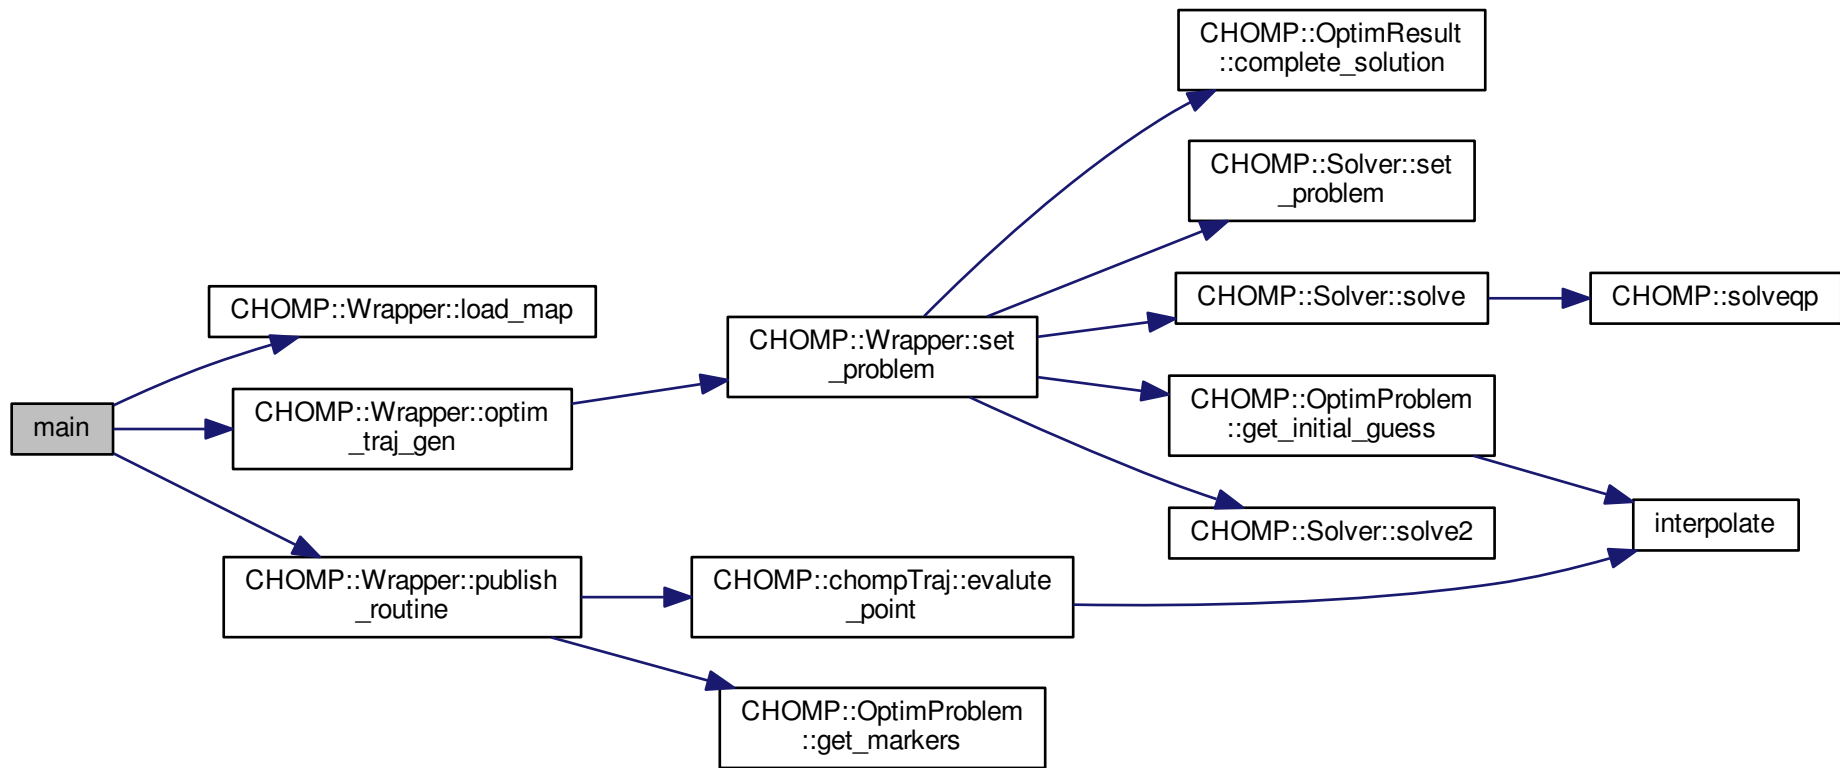 main
CHOMP::Wrapper::load_map
CHOMP::Wrapper::optim
_traj_gen
CHOMP::Wrapper::publish
_routine
CHOMP::Wrapper::set
_problem
CHOMP::chompTraj::evalute
_point
CHOMP::OptimProblem
::get_markers
CHOMP::OptimResult
::complete_solution
CHOMP::Solver::set
_problem
CHOMP::Solver::solve
CHOMP::OptimProblem
::get_initial_guess
CHOMP::Solver::solve2
CHOMP::solveqp
interpolate